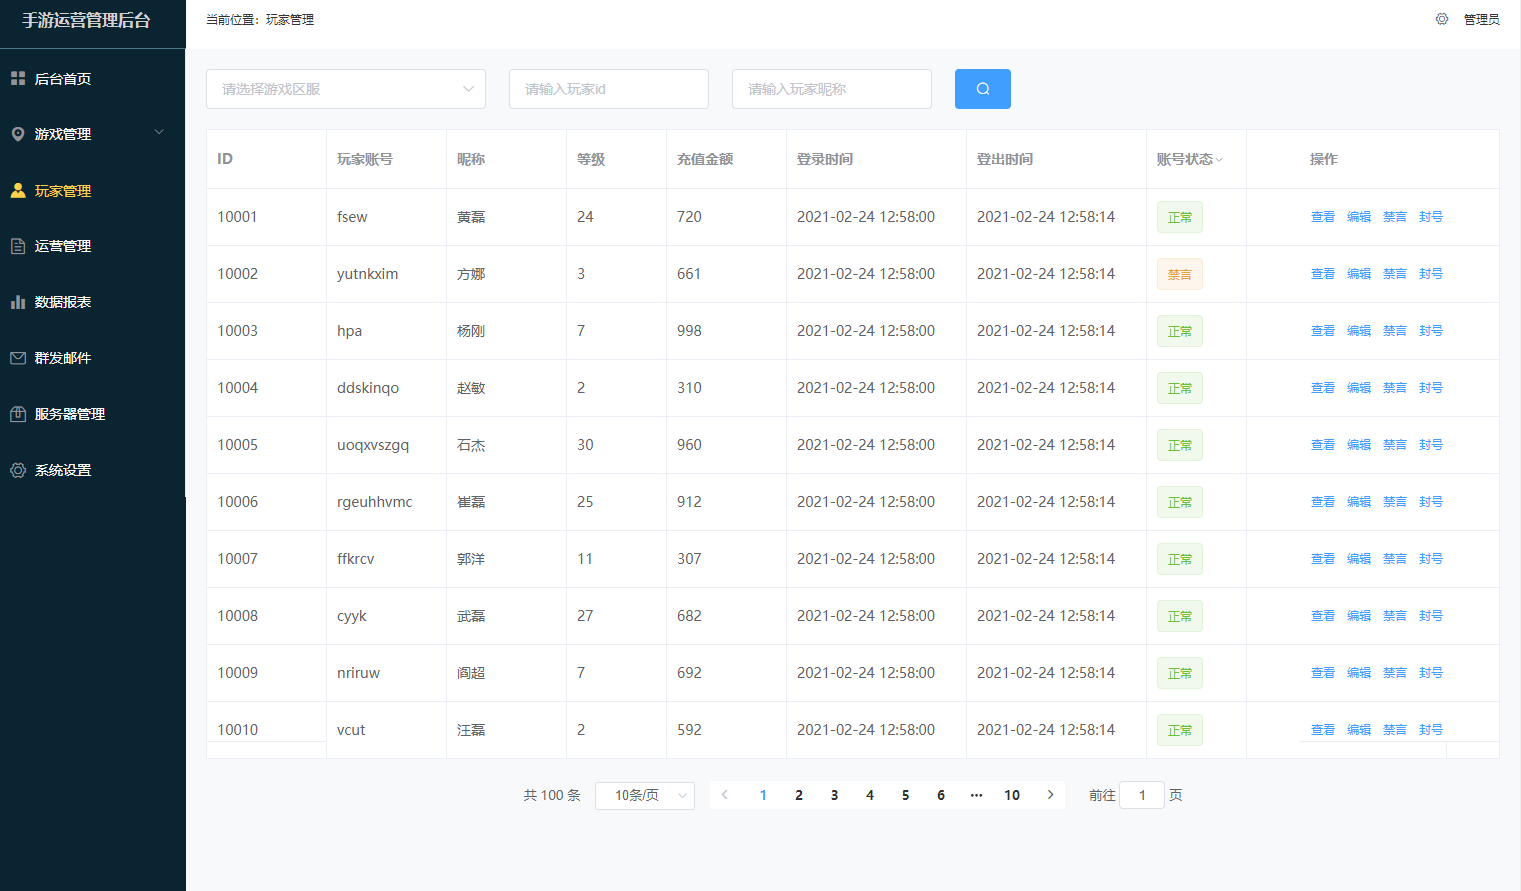 手游运营管理后台
当前位置：玩家管理
管理员
后台首页
游戏管理
玩家管理
运营管理
数据报表
群发邮件
服务器管理
系统设置
请选择游戏区服 请输入玩家id 请输入玩家昵称
ID 玩家账号 昵称 等级 充值金额 登录时间 登出时间 账号状态 操作
10001 fsew 黄磊 24 720 2021-02-24 12:58:00 2021-02-24 12:58:14 正常 查看 编辑 禁言 封号
10002 yutnkxim 方娜 3 661 2021-02-24 12:58:00 2021-02-24 12:58:14 禁言 查看 编辑 禁言 封号
10003 hpa 杨刚 7 998 2021-02-24 12:58:00 2021-02-24 12:58:14 正常 查看 编辑 禁言 封号
10004 ddskinqo 赵敏 2 310 2021-02-24 12:58:00 2021-02-24 12:58:14 正常 查看 编辑 禁言 封号
10005 uoqxvszgq 石杰 30 960 2021-02-24 12:58:00 2021-02-24 12:58:14 正常 查看 编辑 禁言 封号
10006 rgeuhhvmc 崔磊 25 912 2021-02-24 12:58:00 2021-02-24 12:58:14 正常 查看 编辑 禁言 封号
10007 ffkrcv 郭洋 11 307 2021-02-24 12:58:00 2021-02-24 12:58:14 正常 查看 编辑 禁言 封号
10008 cyyk 武磊 27 682 2021-02-24 12:58:00 2021-02-24 12:58:14 正常 查看 编辑 禁言 封号
10009 nriruw 阎超 7 692 2021-02-24 12:58:00 2021-02-24 12:58:14 正常 查看 编辑 禁言 封号
10010 vcut 汪磊 2 592 2021-02-24 12:58:00 2021-02-24 12:58:14 正常 查看 编辑 禁言 封号
共 100 条 10条/页 1 2 3 4 5 6 ··· 10 前往 1 页